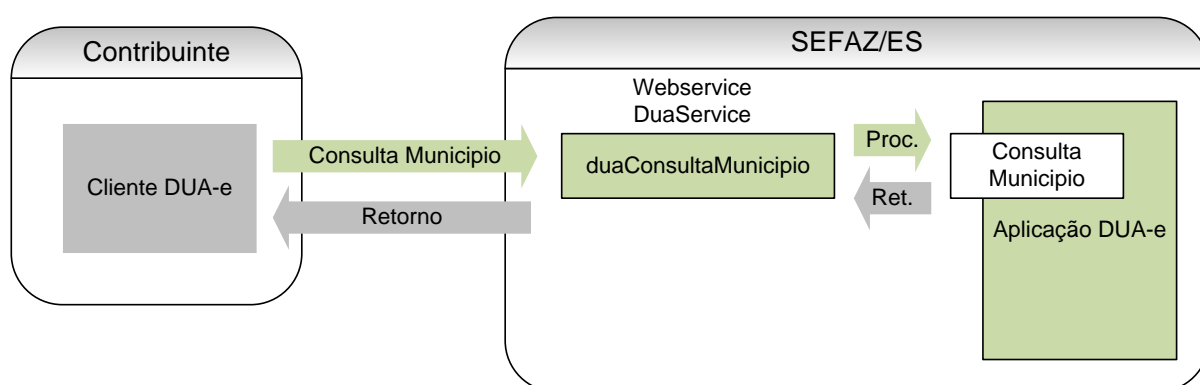 Contribuinte
SEFAZ/ES
Cliente DUA-e
Consulta Municipio
Retorno
Webservice
DuaService
duaConsultaMunicipio
Proc.
Ret.
Consulta
Municipio
Aplicação DUA-e